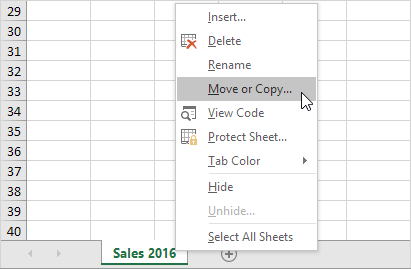 29
Insert...
30
Delete
31
Rename
32
Move or Copy...
33
View Code
34
35
Protect Sheet...
36
Tab Color
37
38
Hide
39
Unhide...
40
Select All Sheets
Sales 2016